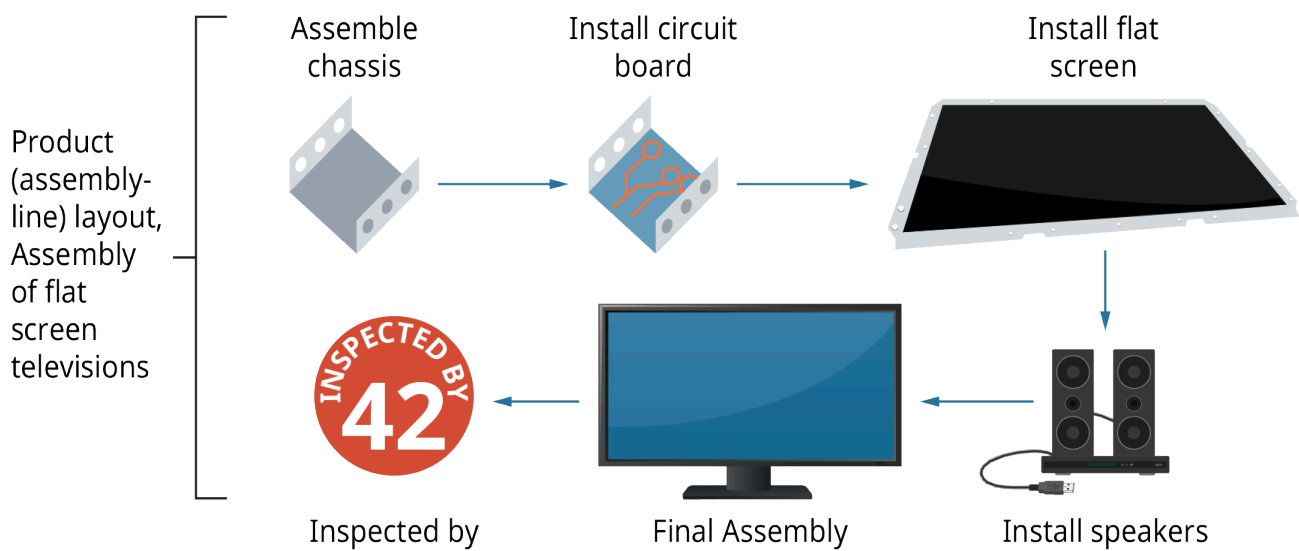 Assemble
chassis
Install circuit
board
Install flat
screen
Product
(assembly-
line) layout,
Assembly
of flat
screen
televisions
INSPECTED BY
42
Inspected by
Final Assembly
Install speakers